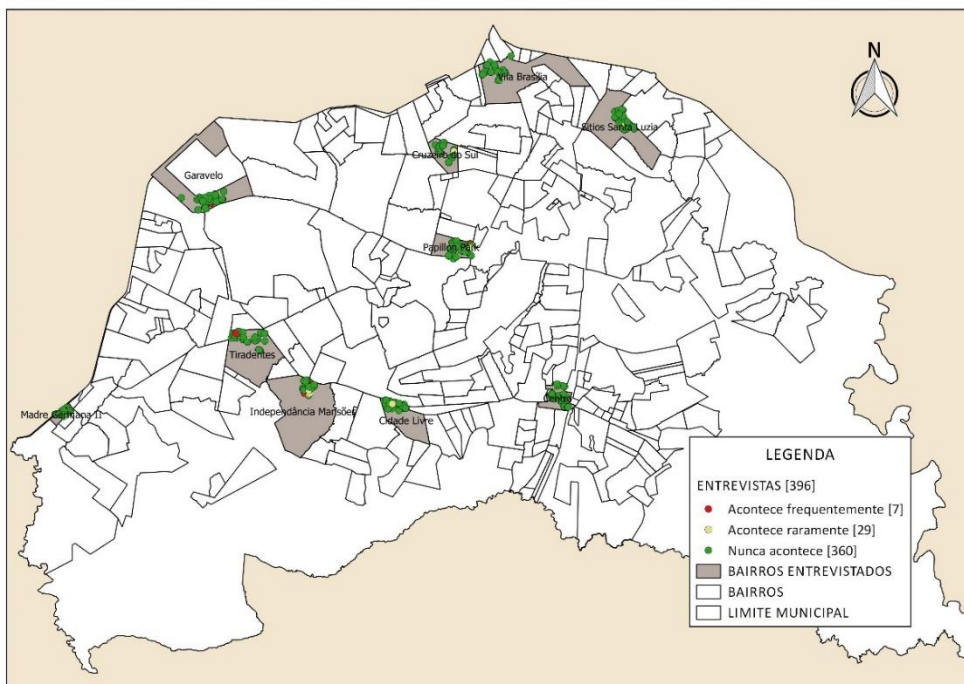 N
Vila Brasília
Sítios Santa Luzia
Cruzeiro do Sul
Garavelo
Papillon Park
Tiradentes
Madre Germana II
Independância Mansões
Cidade Livre
Centro
LEGENDA
ENTREVISTAS [396]
Acontece frequentemente [7]
Acontece raramente [29]
Nunca acontece [360]
BAIRROS ENTREVISTADOS
BAIRROS
LIMITE MUNICIPAL